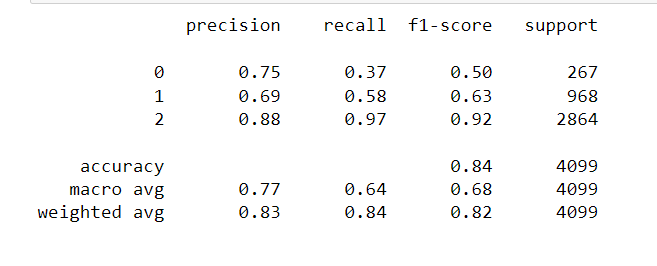 precision recall f1-score support
0 0.75 0.37 0.50 267
1 0.69 0.58 0.63 968
2 0.88 0.97 0.92 2864
accuracy 0.84 4099
macro avg 0.77 0.64 0.68 4099
weighted avg 0.83 0.84 0.82 4099